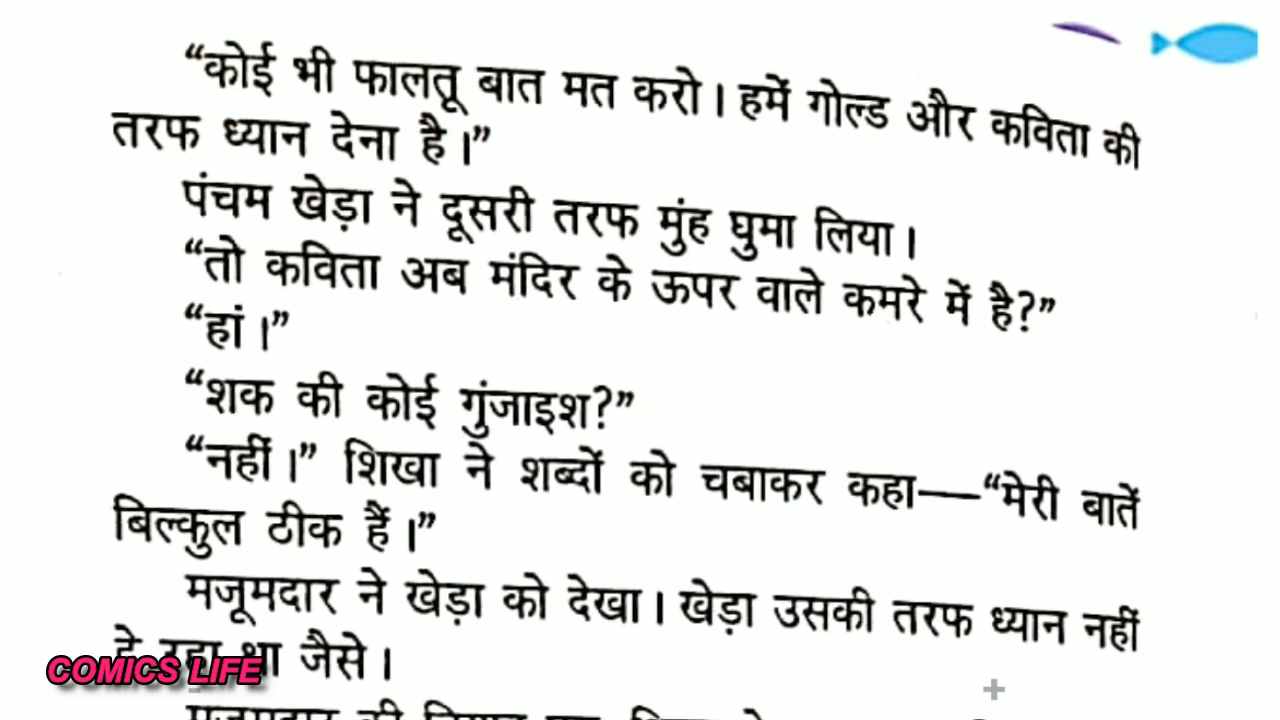 “कोई भी फालतू बात मत करो। हमें गोल्ड और कविता की
तरफ ध्यान देना है।”
पंचम खेड़ा ने दूसरी तरफ मुंह घुमा लिया।
“तो कविता अब मंदिर के ऊपर वाले कमरे में है?”
“हां।”
“शक की कोई गुंजाइश?”
“नहीं।” शिखा ने शब्दों को चबाकर कहा—“मेरी बातें
बिल्कुल ठीक हैं।”
मजूमदार ने खेड़ा को देखा। खेड़ा उसकी तरफ ध्यान नहीं
दे रहा था जैसे।
COMICS LIFE